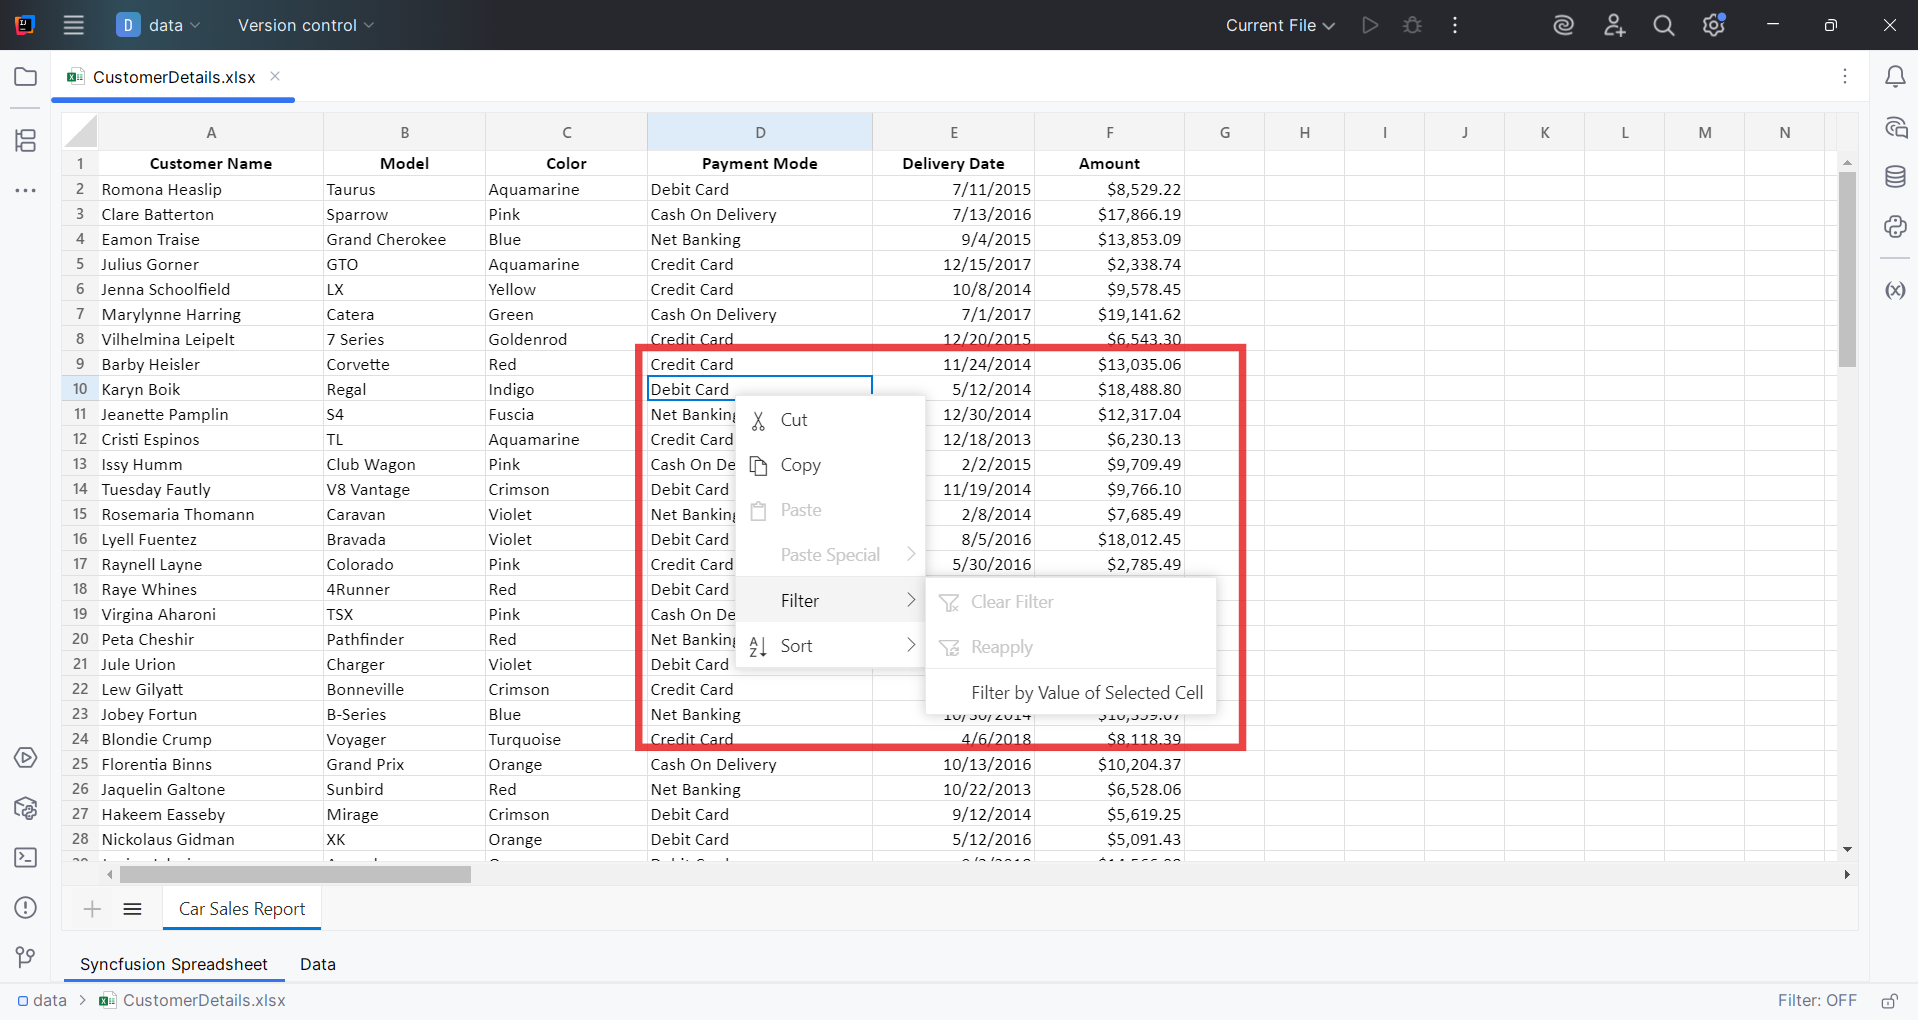 D data Version control Current File
CustomerDetails.xlsx
A B C D E F G H I J K L M N
1 Customer Name Model Color Payment Mode Delivery Date Amount
2 Romona Heaslip Taurus Aquamarine Debit Card 7/11/2015 $8,529.22
3 Clare Batterton Sparrow Pink Cash On Delivery 7/13/2016 $17,866.19
4 Eamon Traise Grand Cherokee Blue Net Banking 9/4/2015 $13,853.09
5 Julius Gorner GTO Aquamarine Credit Card 12/15/2017 $2,338.74
6 Jenna Schoolfield LX Yellow Credit Card 10/8/2014 $9,578.45
7 Marylynne Harring Catera Green Cash On Delivery 7/1/2017 $19,141.62
8 Vilhelmina Leipelt 7 Series Goldenrod Credit Card 12/20/2015 $6,543.30
9 Barby Heisler Corvette Red Credit Card 11/24/2014 $13,035.06
10 Karyn Boik Regal Indigo Debit Card 5/12/2014 $18,488.80
11 Jeanette Pamplin S4 Fuscia Net Banking 12/30/2014 $12,317.04
Cut
12 Cristi Espinos TL Aquamarine Credit Card 12/18/2013 $6,230.13
13 Issy Humm Club Wagon Pink Cash On De 2/2/2015 $9,709.49
Copy
14 Tuesday Fautly V8 Vantage Crimson Debit Card 11/19/2014 $9,766.10
15 Rosemaria Thomann Caravan Violet Net Banking 2/8/2014 $7,685.49
Paste
16 Lyell Fuentez Bravada Violet Debit Card 8/5/2016 $18,012.45
17 Raynell Layne Colorado Pink Credit Card 5/30/2016 $2,785.49
Paste Special
18 Raye Whines 4Runner Red Debit Card
Filter Clear Filter
19 Virgina Aharoni TSX Pink Cash On De
20 Peta Cheshir Pathfinder Red Net Banking
Sort Reapply
21 Jule Urion Charger Violet Debit Card
22 Lew Gilyatt Bonneville Crimson Credit Card
Filter by Value of Selected Cell
23 Jobey Fortun B-Series Blue Net Banking 10/30/2014 $10,359.67
24 Blondie Crump Voyager Turquoise Credit Card 4/6/2018 $8,118.39
25 Florentia Binns Grand Prix Orange Cash On Delivery 10/13/2016 $10,204.37
26 Jaquelin Galtone Sunbird Red Net Banking 10/22/2013 $6,528.06
27 Hakeem Easseby Mirage Crimson Debit Card 9/12/2014 $5,619.25
28 Nickolaus Gidman XK Orange Debit Card 5/12/2016 $5,091.43
Car Sales Report
Syncfusion Spreadsheet Data
data > CustomerDetails.xlsx Filter: OFF